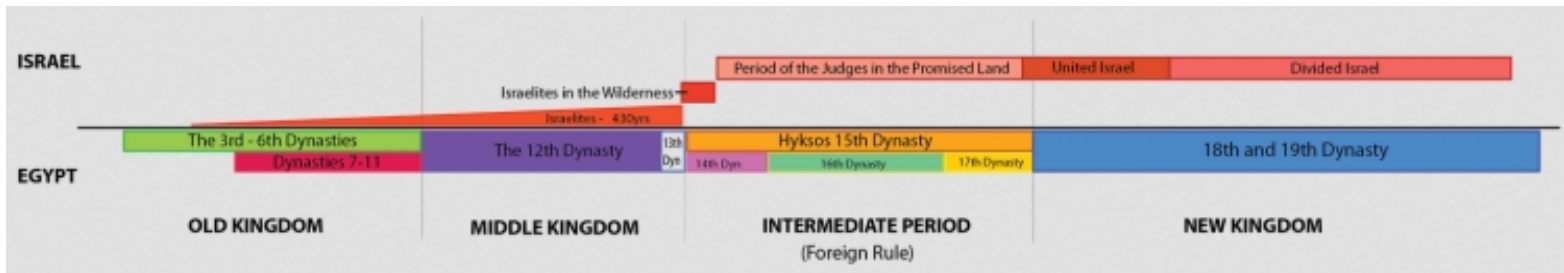 ISRAEL
Period of the Judges in the Promised Land
United Israel
Divided Israel
Israelites in the Wilderness
Israelites - 430yrs
EGYPT
The 3rd - 6th Dynasties
Dynasties 7-11
The 12th Dynasty
13th
Dyn
Hyksos 15th Dynasty
14th Dyn
16th Dynasty
17th Dynasty
18th and 19th Dynasty
OLD KINGDOM
MIDDLE KINGDOM
INTERMEDIATE PERIOD
(Foreign Rule)
NEW KINGDOM